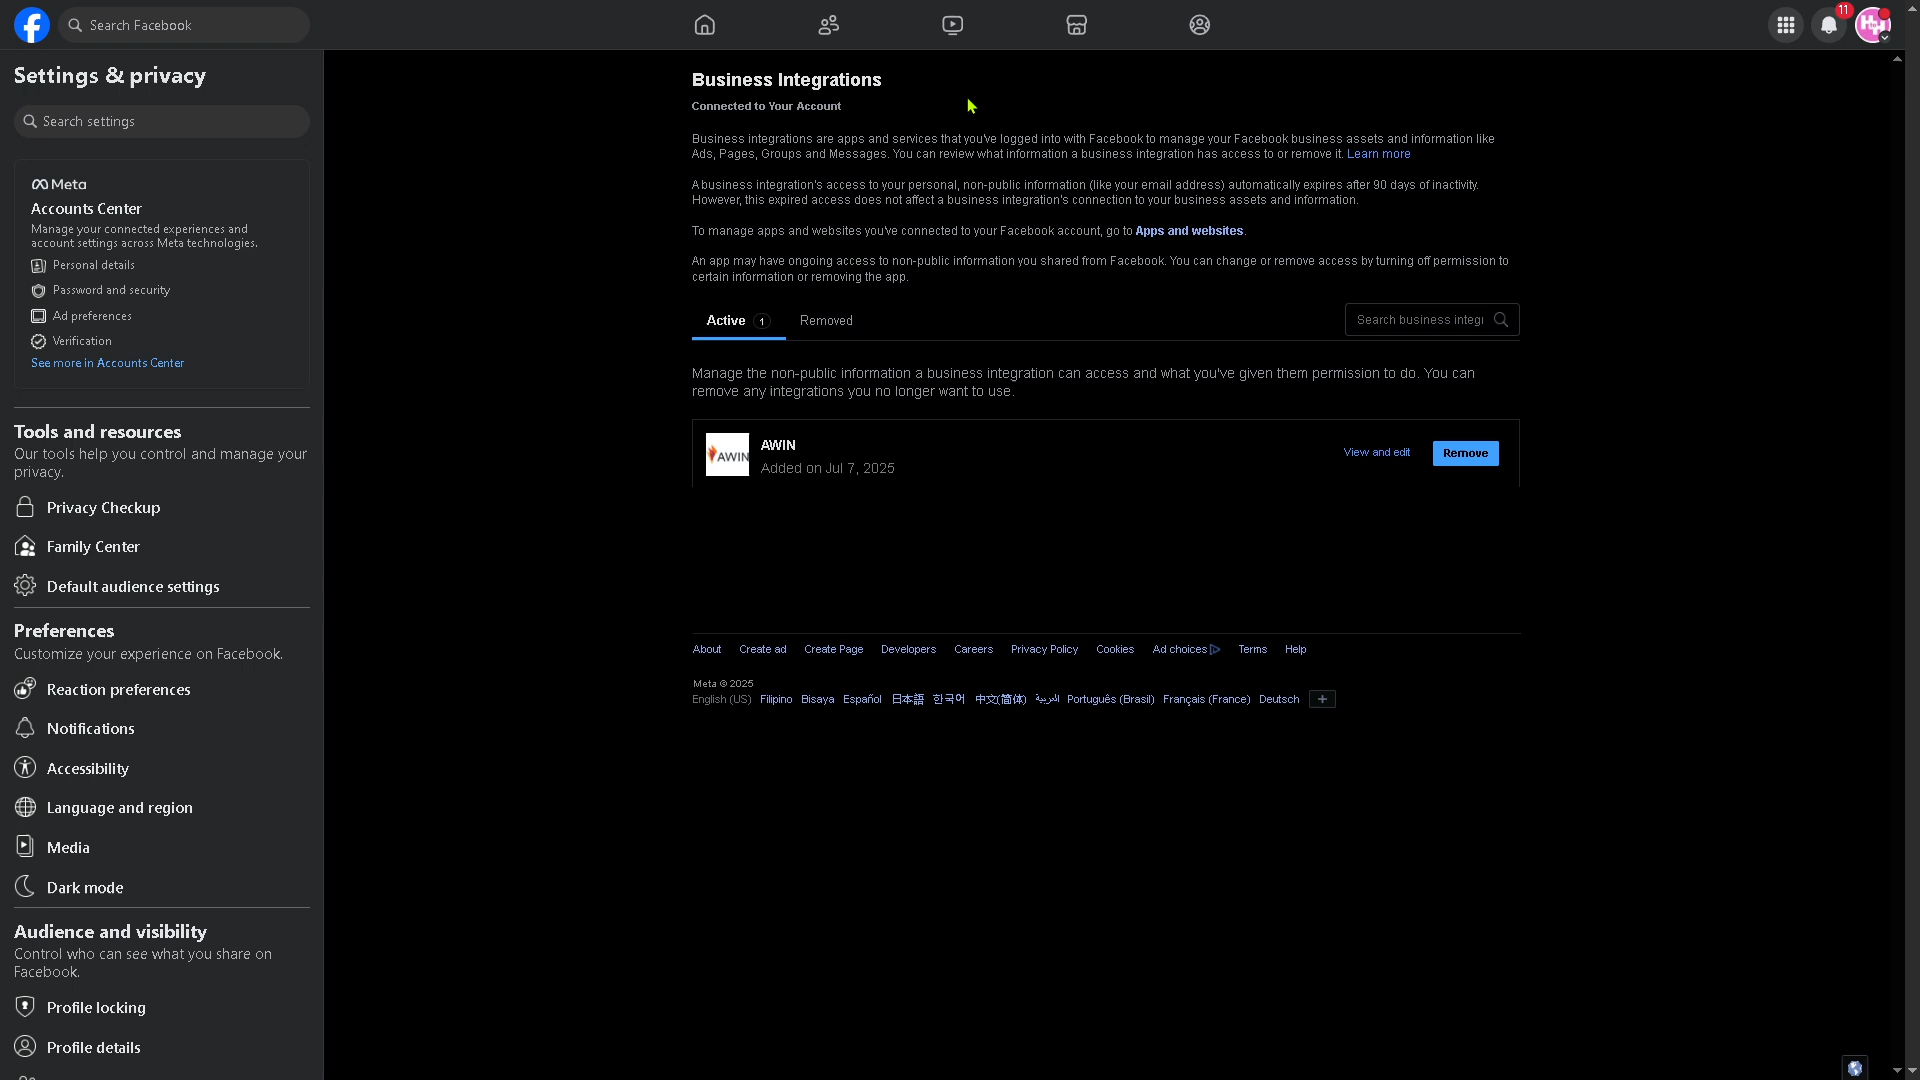 Search Facebook
11
Settings & privacy
Search settings
Meta
Accounts Center
Manage your connected experiences and
account settings across Meta technologies.
Personal details
Password and security
Ad preferences
Verification
See more in Accounts Center
Tools and resources
Our tools help you control and manage your
privacy.
Privacy Checkup
Family Center
Default audience settings
Preferences
Customize your experience on Facebook.
Reaction preferences
Notifications
Accessibility
Language and region
Media
Dark mode
Audience and visibility
Control who can see what you share on
Facebook.
Profile locking
Profile details
Business Integrations
Connected to Your Account
Business integrations are apps and services that you've logged into with Facebook to manage your Facebook business assets and information like
Ads, Pages, Groups and Messages. You can review what information a business integration has access to or remove it. Learn more
A business integration's access to your personal, non-public information (like your email address) automatically expires after 90 days of inactivity.
However, this expired access does not affect a business integration's connection to your business assets and information.
To manage apps and websites you've connected to your Facebook account, go to Apps and websites.
An app may have ongoing access to non-public information you shared from Facebook. You can change or remove access by turning off permission to
certain information or removing the app.
Active 1 Removed
Search business integr
Manage the non-public information a business integration can access and what you've given them permission to do. You can
remove any integrations you no longer want to use.
AWIN
AWIN
Added on Jul 7, 2025
View and edit Remove
About Create ad Create Page Developers Careers Privacy Policy Cookies Ad choices Terms Help
Meta © 2025
English (US) Filipino Bisaya Español 日本語 한국어 中文(简体) العربية Português (Brasil) Français (France) Deutsch +